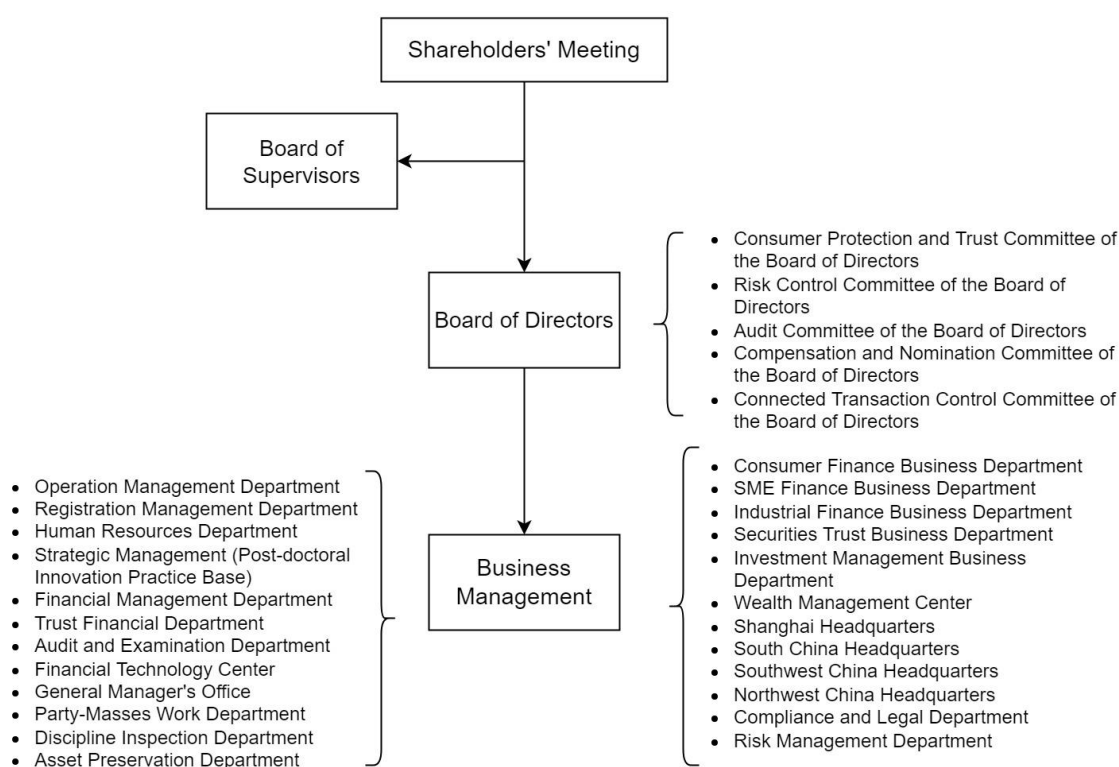 Shareholders' Meeting
Board of
Supervisors
Board of Directors
• Consumer Protection and Trust Committee of
the Board of Directors
• Risk Control Committee of the Board of
Directors
• Audit Committee of the Board of Directors
• Compensation and Nomination Committee of
the Board of Directors
• Connected Transaction Control Committee of
the Board of Directors
• Operation Management Department
• Registration Management Department
• Human Resources Department
• Strategic Management (Post-doctoral
Innovation Practice Base)
• Financial Management Department
• Trust Financial Department
• Audit and Examination Department
• Financial Technology Center
• General Manager's Office
• Party-Masses Work Department
• Discipline Inspection Department
• Asset Preservation Department
Business
Management
• Consumer Finance Business Department
• SME Finance Business Department
• Industrial Finance Business Department
• Securities Trust Business Department
• Investment Management Business
Department
• Wealth Management Center
• Shanghai Headquarters
• South China Headquarters
• Southwest China Headquarters
• Northwest China Headquarters
• Compliance and Legal Department
• Risk Management Department